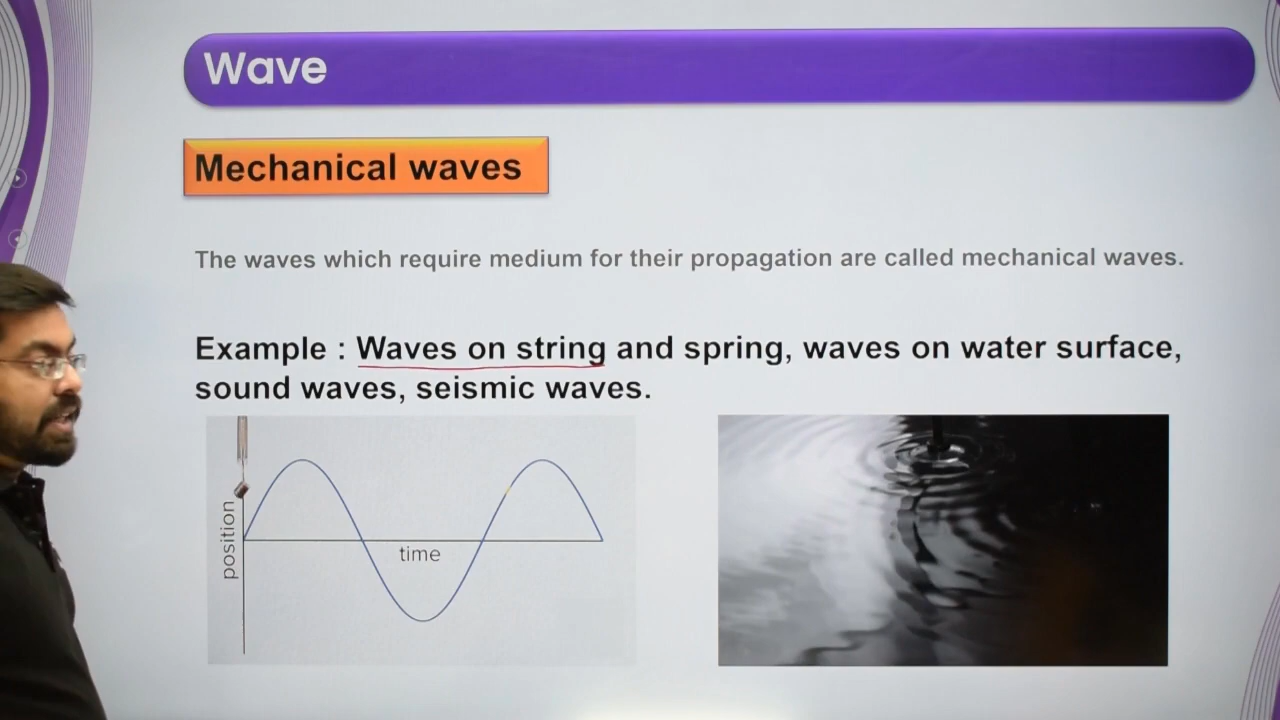 Wave
Mechanical waves
The waves which require medium for their propagation are called mechanical waves.
Example : Waves on string and spring, waves on water surface,
sound waves, seismic waves.
position
time